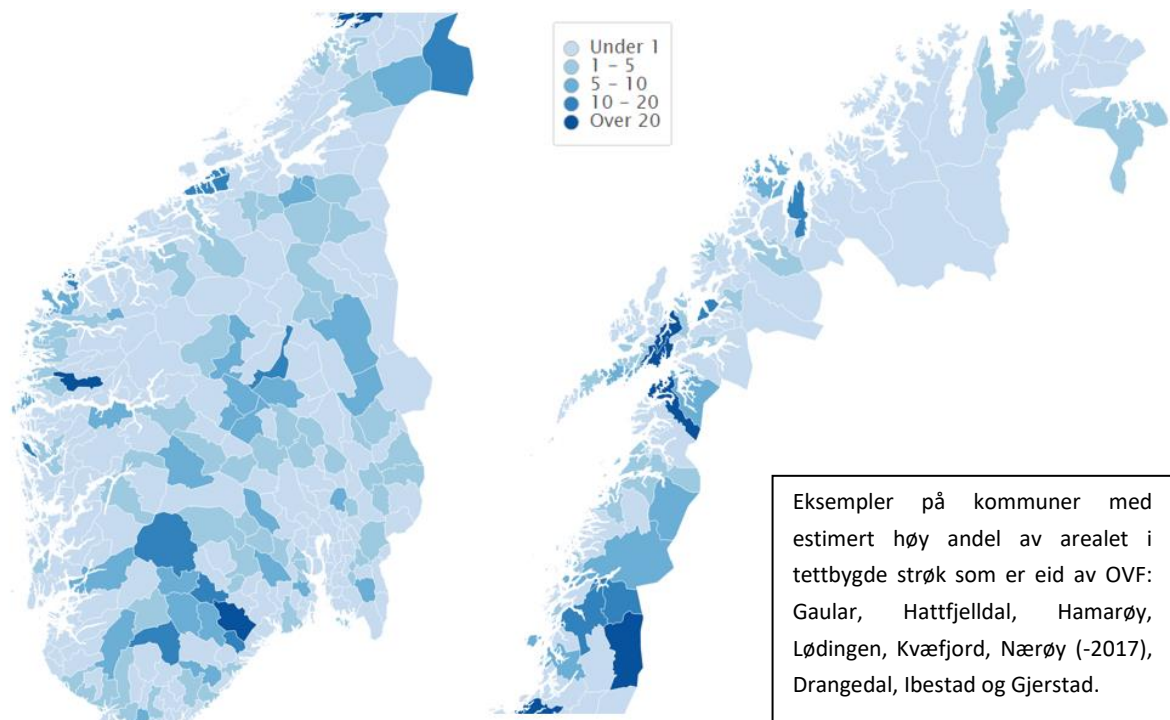 Under 1
1 – 5
5 – 10
10 – 20
Over 20
Eksempler på kommuner med
estimert høy andel av arealet i
tettbygde strøk som er eid av OVF:
Gaular, Hattfjelldal, Hamarøy,
Lødingen, Kvæfjord, Nærøy (-2017),
Drangedal, Ibestad og Gjerstad.